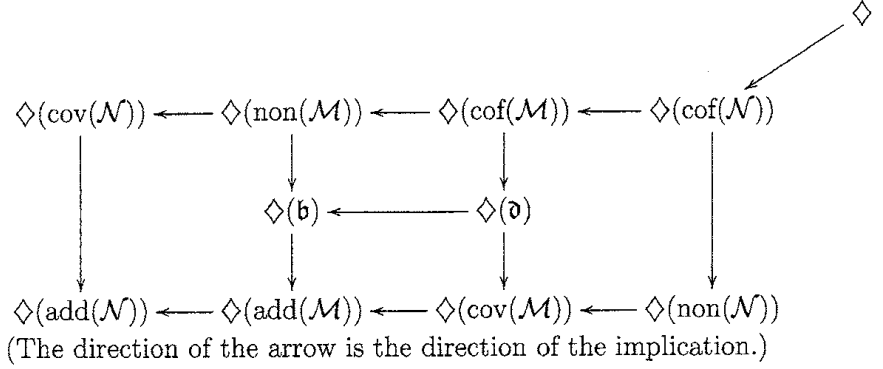 ♢
♢(cov(𝒩)) ♢(non(ℳ)) ♢(cof(ℳ)) ♢(cof(𝒩))
♢(𝔟) ♢(𝔡)
♢(add(𝒩)) ♢(add(ℳ)) ♢(cov(ℳ)) ♢(non(𝒩))
(The direction of the arrow is the direction of the implication.)